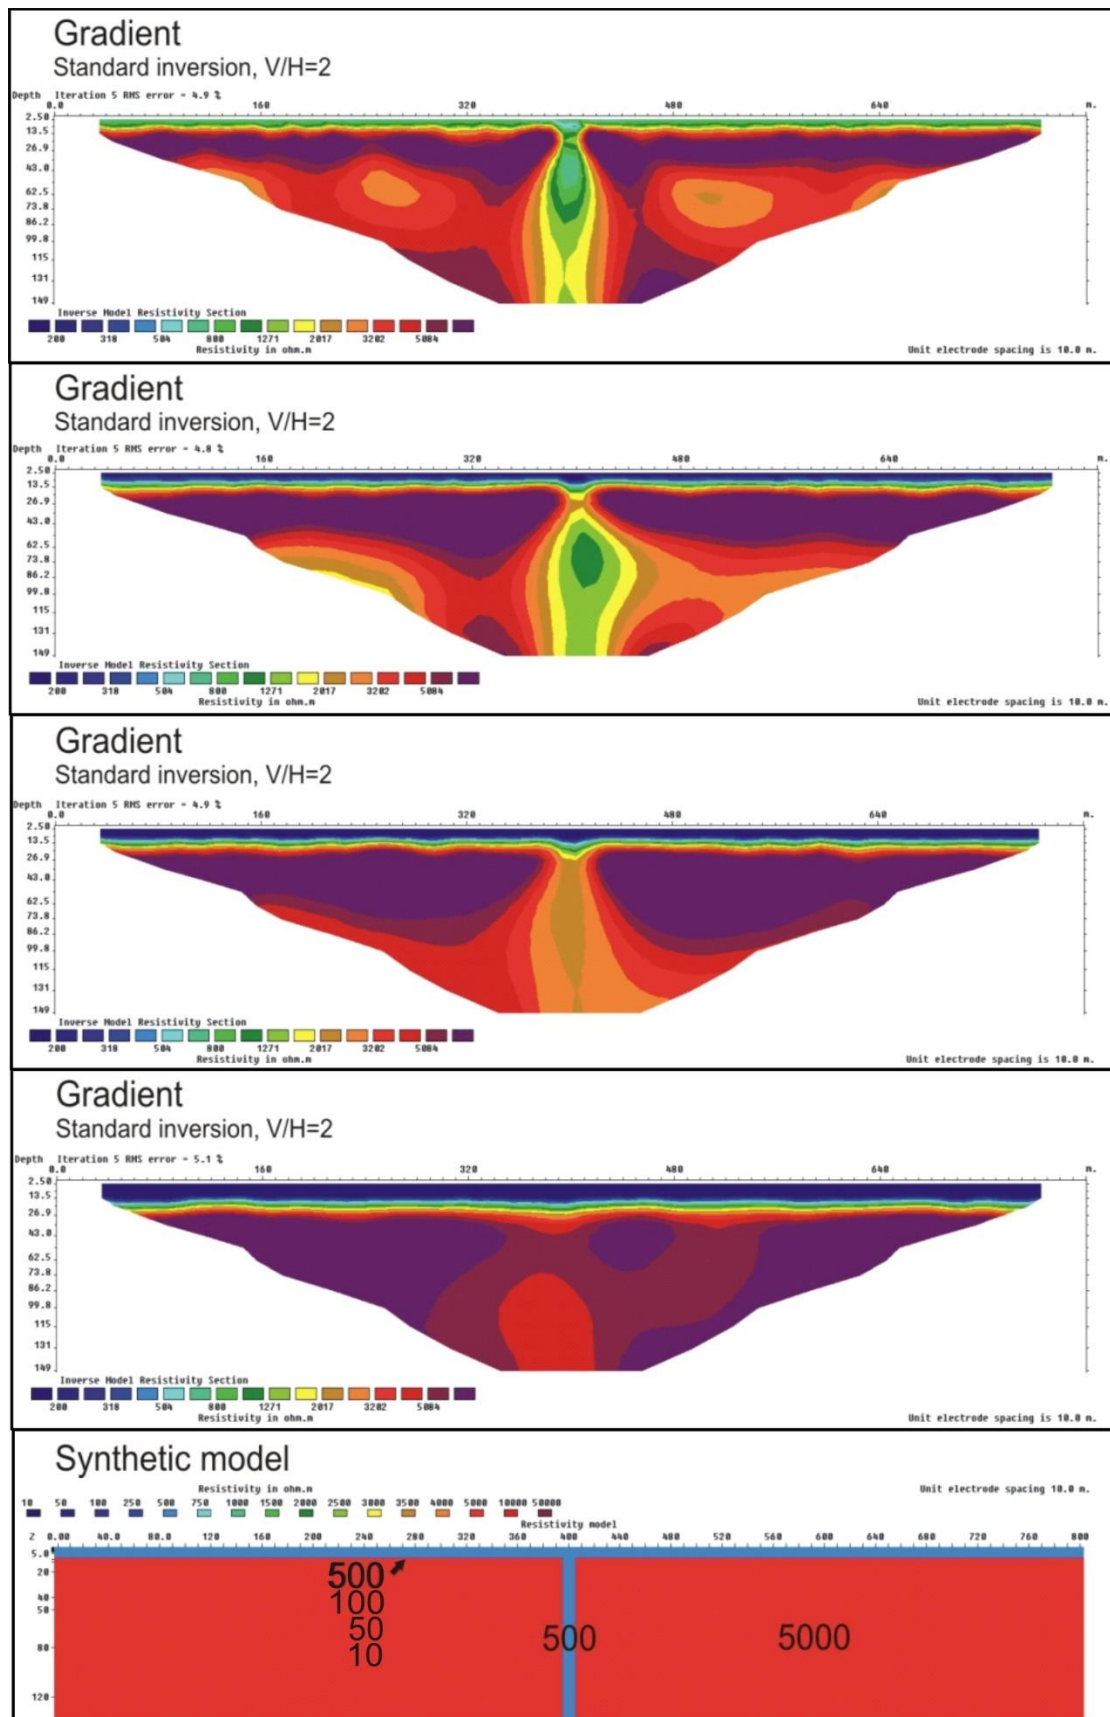 Gradient
Standard inversion, V/H=2
Depth Iteration 5 RMS error = 4.9 %
0.0 160 320 480 640 m.
2.50
13.5
26.9
43.0
62.5
73.8
86.2
99.8
115
131
149
Inverse Model Resistivity Section
200 318 504 800 1271 2017 3202 5084
Resistivity in ohm.m
Unit electrode spacing is 10.0 m.
Gradient
Standard inversion, V/H=2
Depth Iteration 5 RMS error = 4.8 %
0.0 160 320 480 640 m.
2.50
13.5
26.9
43.0
62.5
73.8
86.2
99.8
115
131
149
Inverse Model Resistivity Section
200 318 504 800 1271 2017 3202 5084
Resistivity in ohm.m
Unit electrode spacing is 10.0 m.
Gradient
Standard inversion, V/H=2
Depth Iteration 5 RMS error = 4.9 %
0.0 160 320 480 640 m.
2.50
13.5
26.9
43.0
62.5
73.8
86.2
99.8
115
131
149
Inverse Model Resistivity Section
200 318 504 800 1271 2017 3202 5084
Resistivity in ohm.m
Unit electrode spacing is 10.0 m.
Gradient
Standard inversion, V/H=2
Depth Iteration 5 RMS error = 5.1 %
0.0 160 320 480 640 m.
2.50
13.5
26.9
43.0
62.5
73.8
86.2
99.8
115
131
149
Inverse Model Resistivity Section
200 318 504 800 1271 2017 3202 5084
Resistivity in ohm.m
Unit electrode spacing is 10.0 m.
Synthetic model
Resistivity in ohm.m
Unit electrode spacing 10.0 m.
10 50 100 250 500 750 1000 1500 2000 2500 3000 3500 4000 5000 10000 50000
Resistivity model
Z 0.00 40.0 80.0 120 160 200 240 280 320 360 400 440 480 520 560 600 640 680 720 760 800
5.0
20
40
50
80
120
500
100
50
10
500
5000